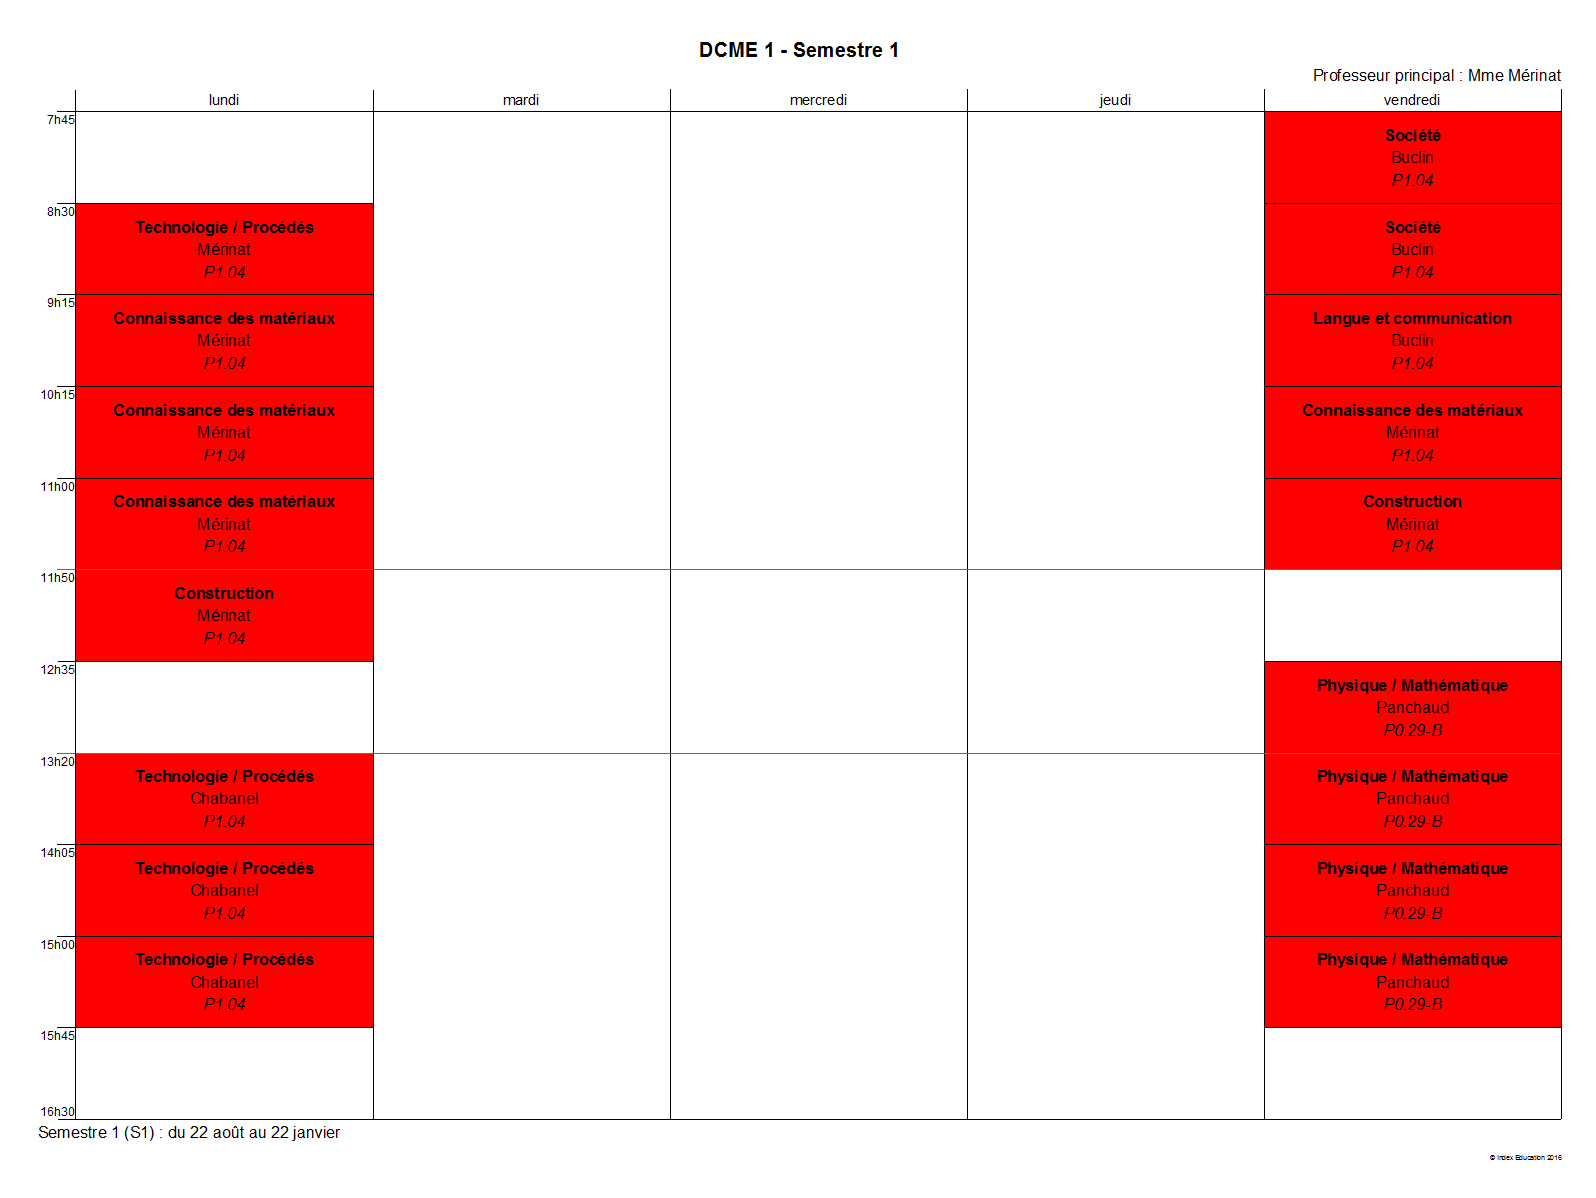 DCME 1 - Semestre 1
Professeur principal : Mme Mérinat
lundi
mardi
mercredi
jeudi
vendredi
7h45
Société
Buclin
P1.04
8h30
Technologie / Procédés
Mérinat
P1.04
Société
Buclin
P1.04
9h15
Connaissance des matériaux
Mérinat
P1.04
Langue et communication
Buclin
P1.04
10h15
Connaissance des matériaux
Mérinat
P1.04
Connaissance des matériaux
Mérinat
P1.04
11h00
Connaissance des matériaux
Mérinat
P1.04
Construction
Mérinat
P1.04
11h50
Construction
Mérinat
P1.04
12h35
Physique / Mathématique
Panchaud
P0.29-B
13h20
Technologie / Procédés
Chabanel
P1.04
Physique / Mathématique
Panchaud
P0.29-B
14h05
Technologie / Procédés
Chabanel
P1.04
Physique / Mathématique
Panchaud
P0.29-B
15h00
Technologie / Procédés
Chabanel
P1.04
Physique / Mathématique
Panchaud
P0.29-B
15h45
16h30
Semestre 1 (S1) : du 22 août au 22 janvier
© Index Education 2016